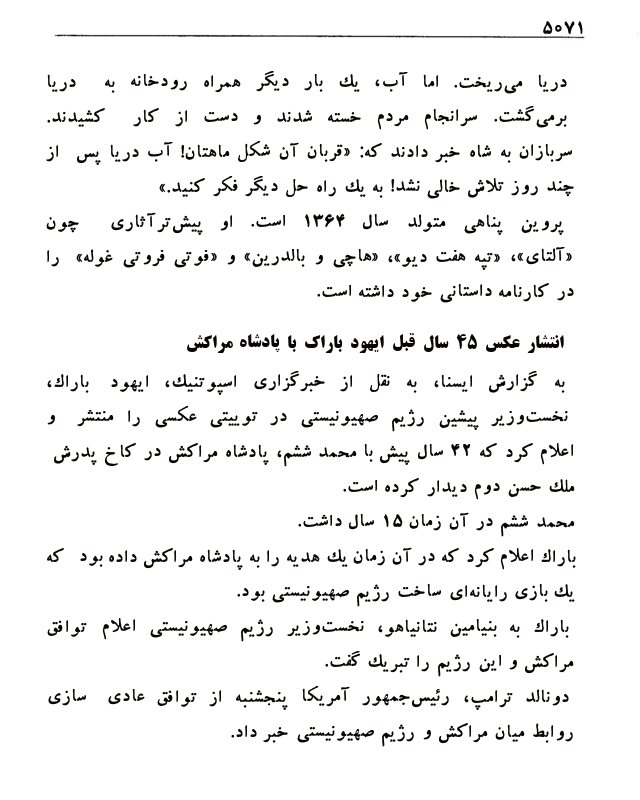 ۵۰۷۱
دریا می‌ریخت. اما آب، یك بار دیگر همراه رودخانه به دریا
برمی‌گشت. سرانجام مردم خسته شدند و دست از کار کشیدند.
سربازان به شاه خبر دادند که: «قربان آن شکل ماهتان! آب دریا پس از
چند روز تلاش خالی نشد! به یك راه حل دیگر فکر کنید.»
پروین پناهی متولد سال ۱۳۶۴ است. او پیش‌ترآثاری چون
«آلتای»، «تپه هفت دیو»، «هاچی و بالدرین» و «فوتی فروتی غوله» را
در کارنامه داستانی خود داشته است.
انتشار عکس ۴۵ سال قبل ایهود باراک با پادشاه مراکش
به گزارش ایسنا، به نقل از خبرگزاری اسپوتنیك، ایهود باراك،
نخست‌وزیر پیشین رژیم صهیونیستی در توییتی عکسی را منتشر و
اعلام کرد که ۴۲ سال پیش با محمد ششم، پادشاه مراکش در کاخ پدرش
ملك حسن دوم دیدار کرده است.
محمد ششم در آن زمان ۱۵ سال داشت.
باراك اعلام کرد که در آن زمان یك هدیه را به پادشاه مراکش داده بود که
یك بازی رایانه‌ای ساخت رژیم صهیونیستی بود.
باراك به بنیامین نتانیاهو، نخست‌وزیر رژیم صهیونیستی اعلام توافق
مراکش و این رژیم را تبریك گفت.
دونالد ترامپ، رئیس‌جمهور آمریکا پنجشنبه از توافق عادی سازی
روابط میان مراکش و رژیم صهیونیستی خبر داد.